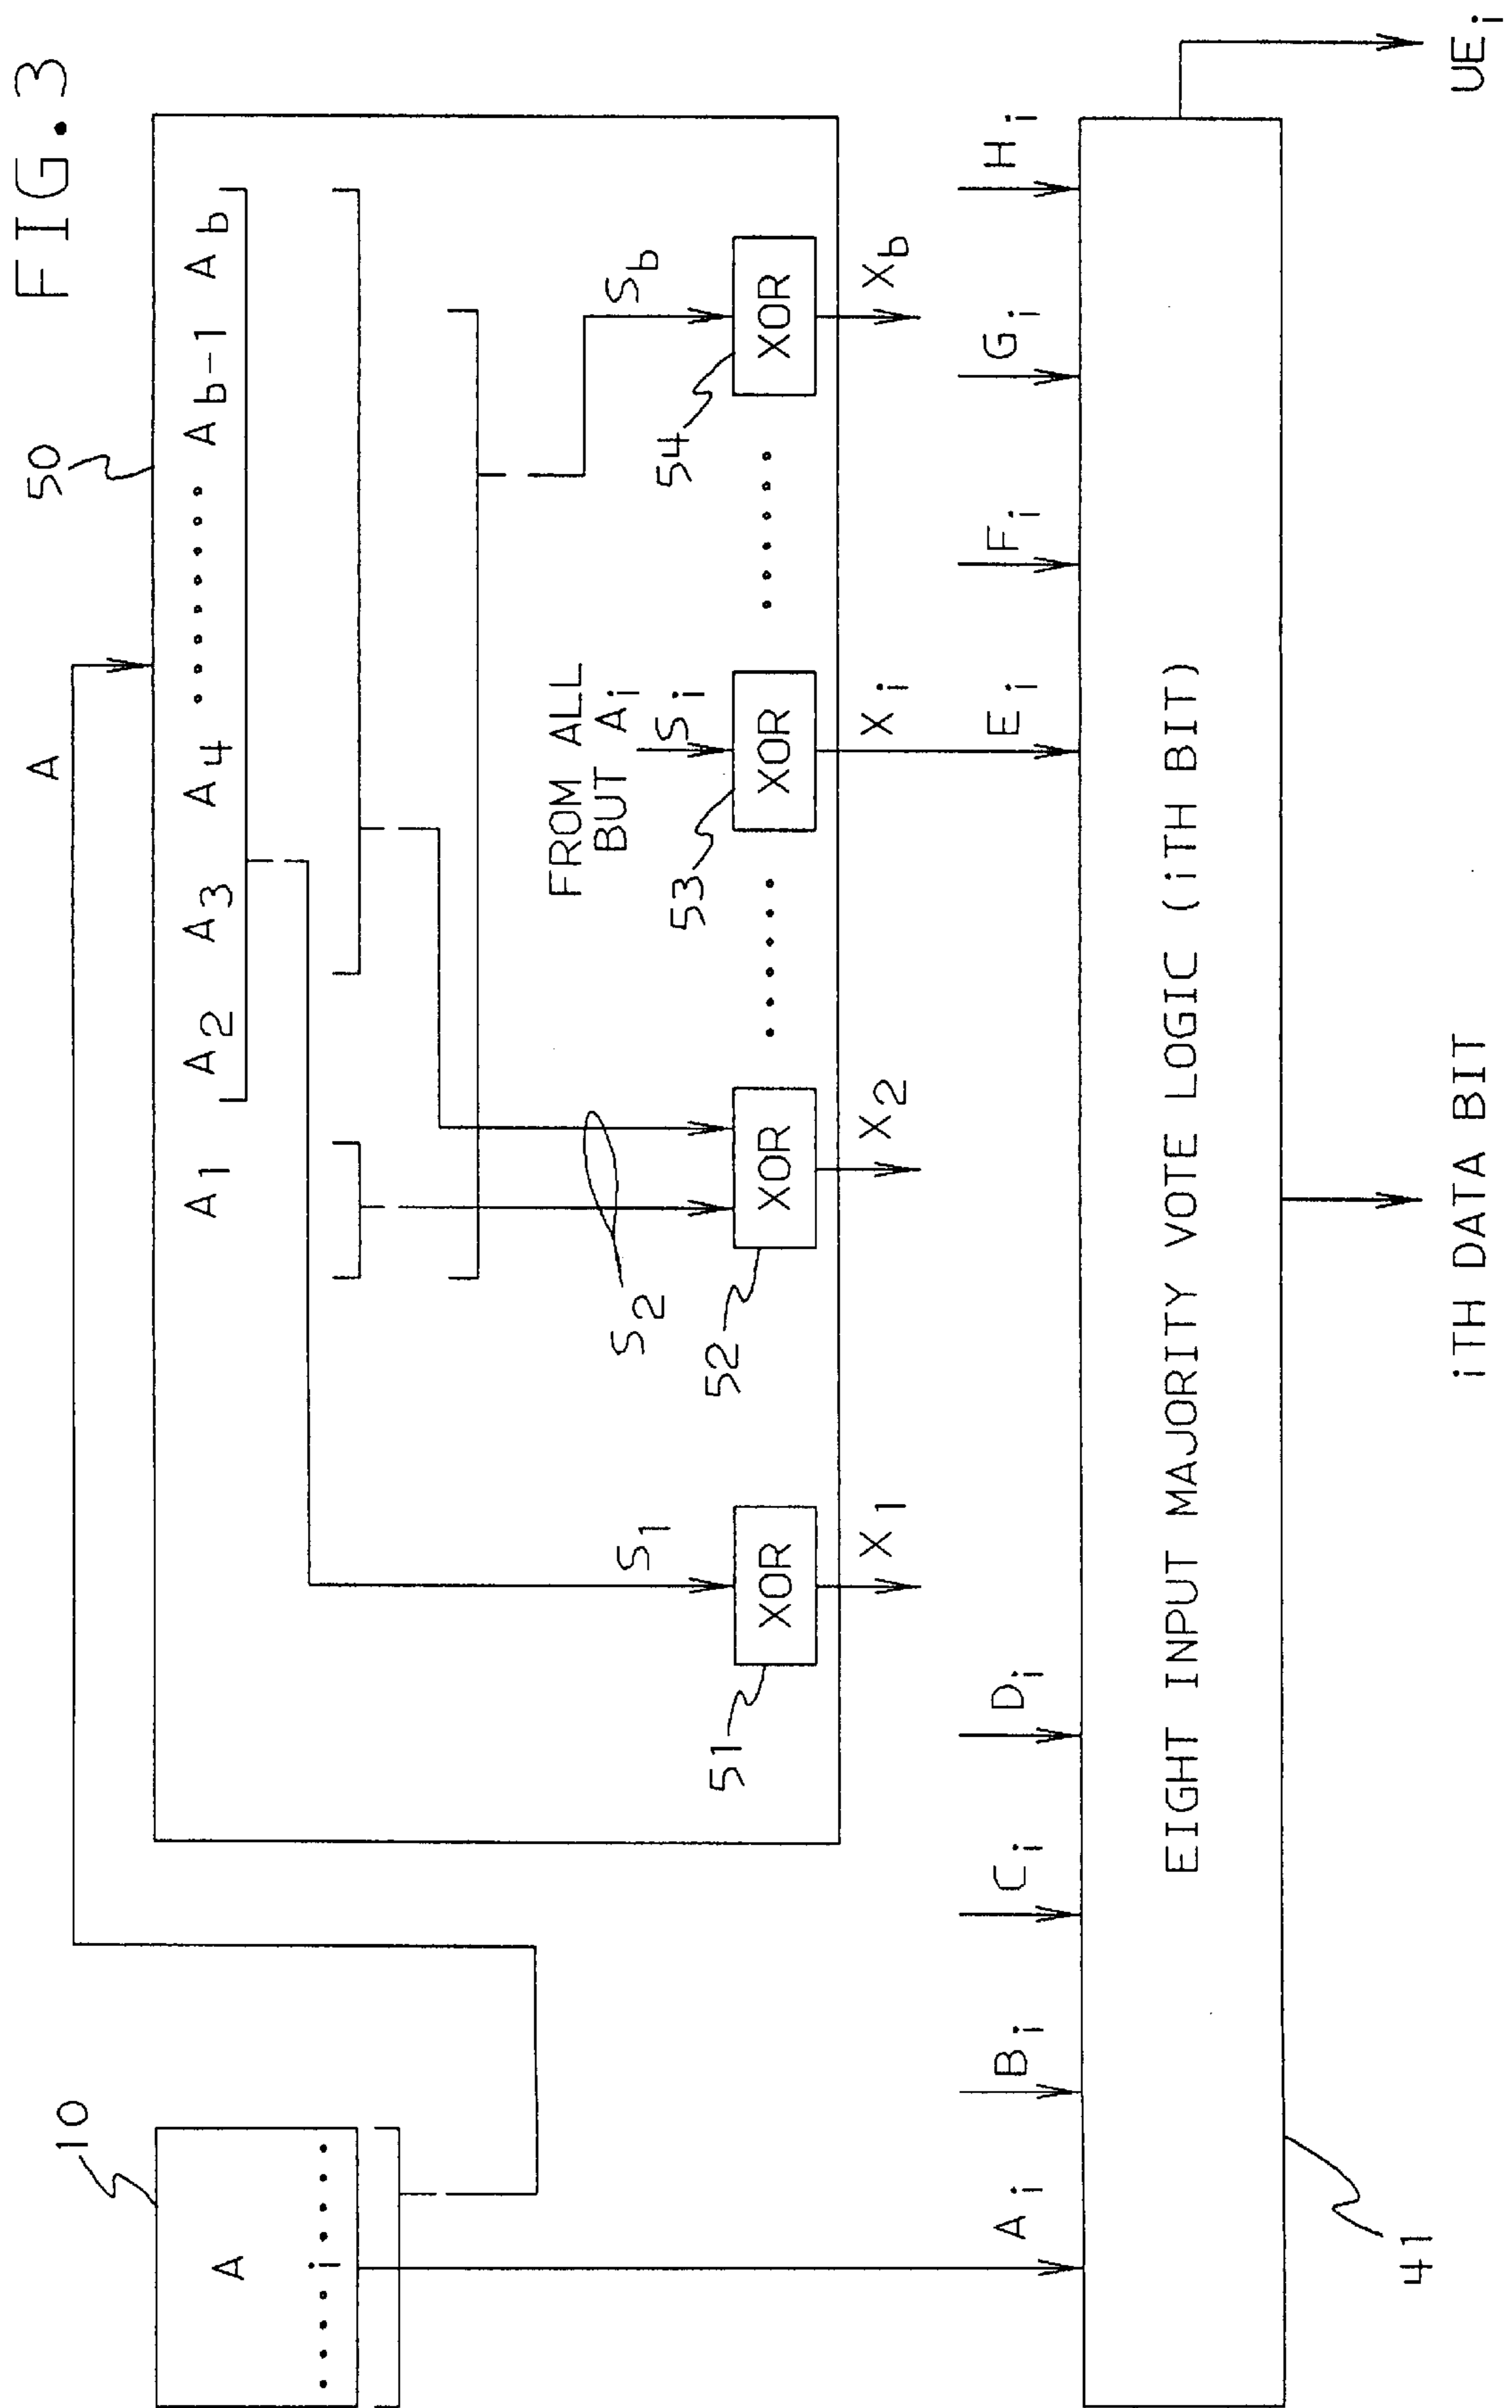 FIG.3
A
10
50
A
i
A1 A2 A3 A4 Ab-1 Ab
FROM ALL
BUT Ai
S1
S2
Si
Sb
XOR
XOR
XOR
XOR
51
52
53
54
X1
X2
Xi
Xb
Ai
Bi
Ci
Di
Ei
Fi
Gi
Hi
EIGHT INPUT MAJORITY VOTE LOGIC (iTH BIT)
41
iTH DATA BIT
UEi